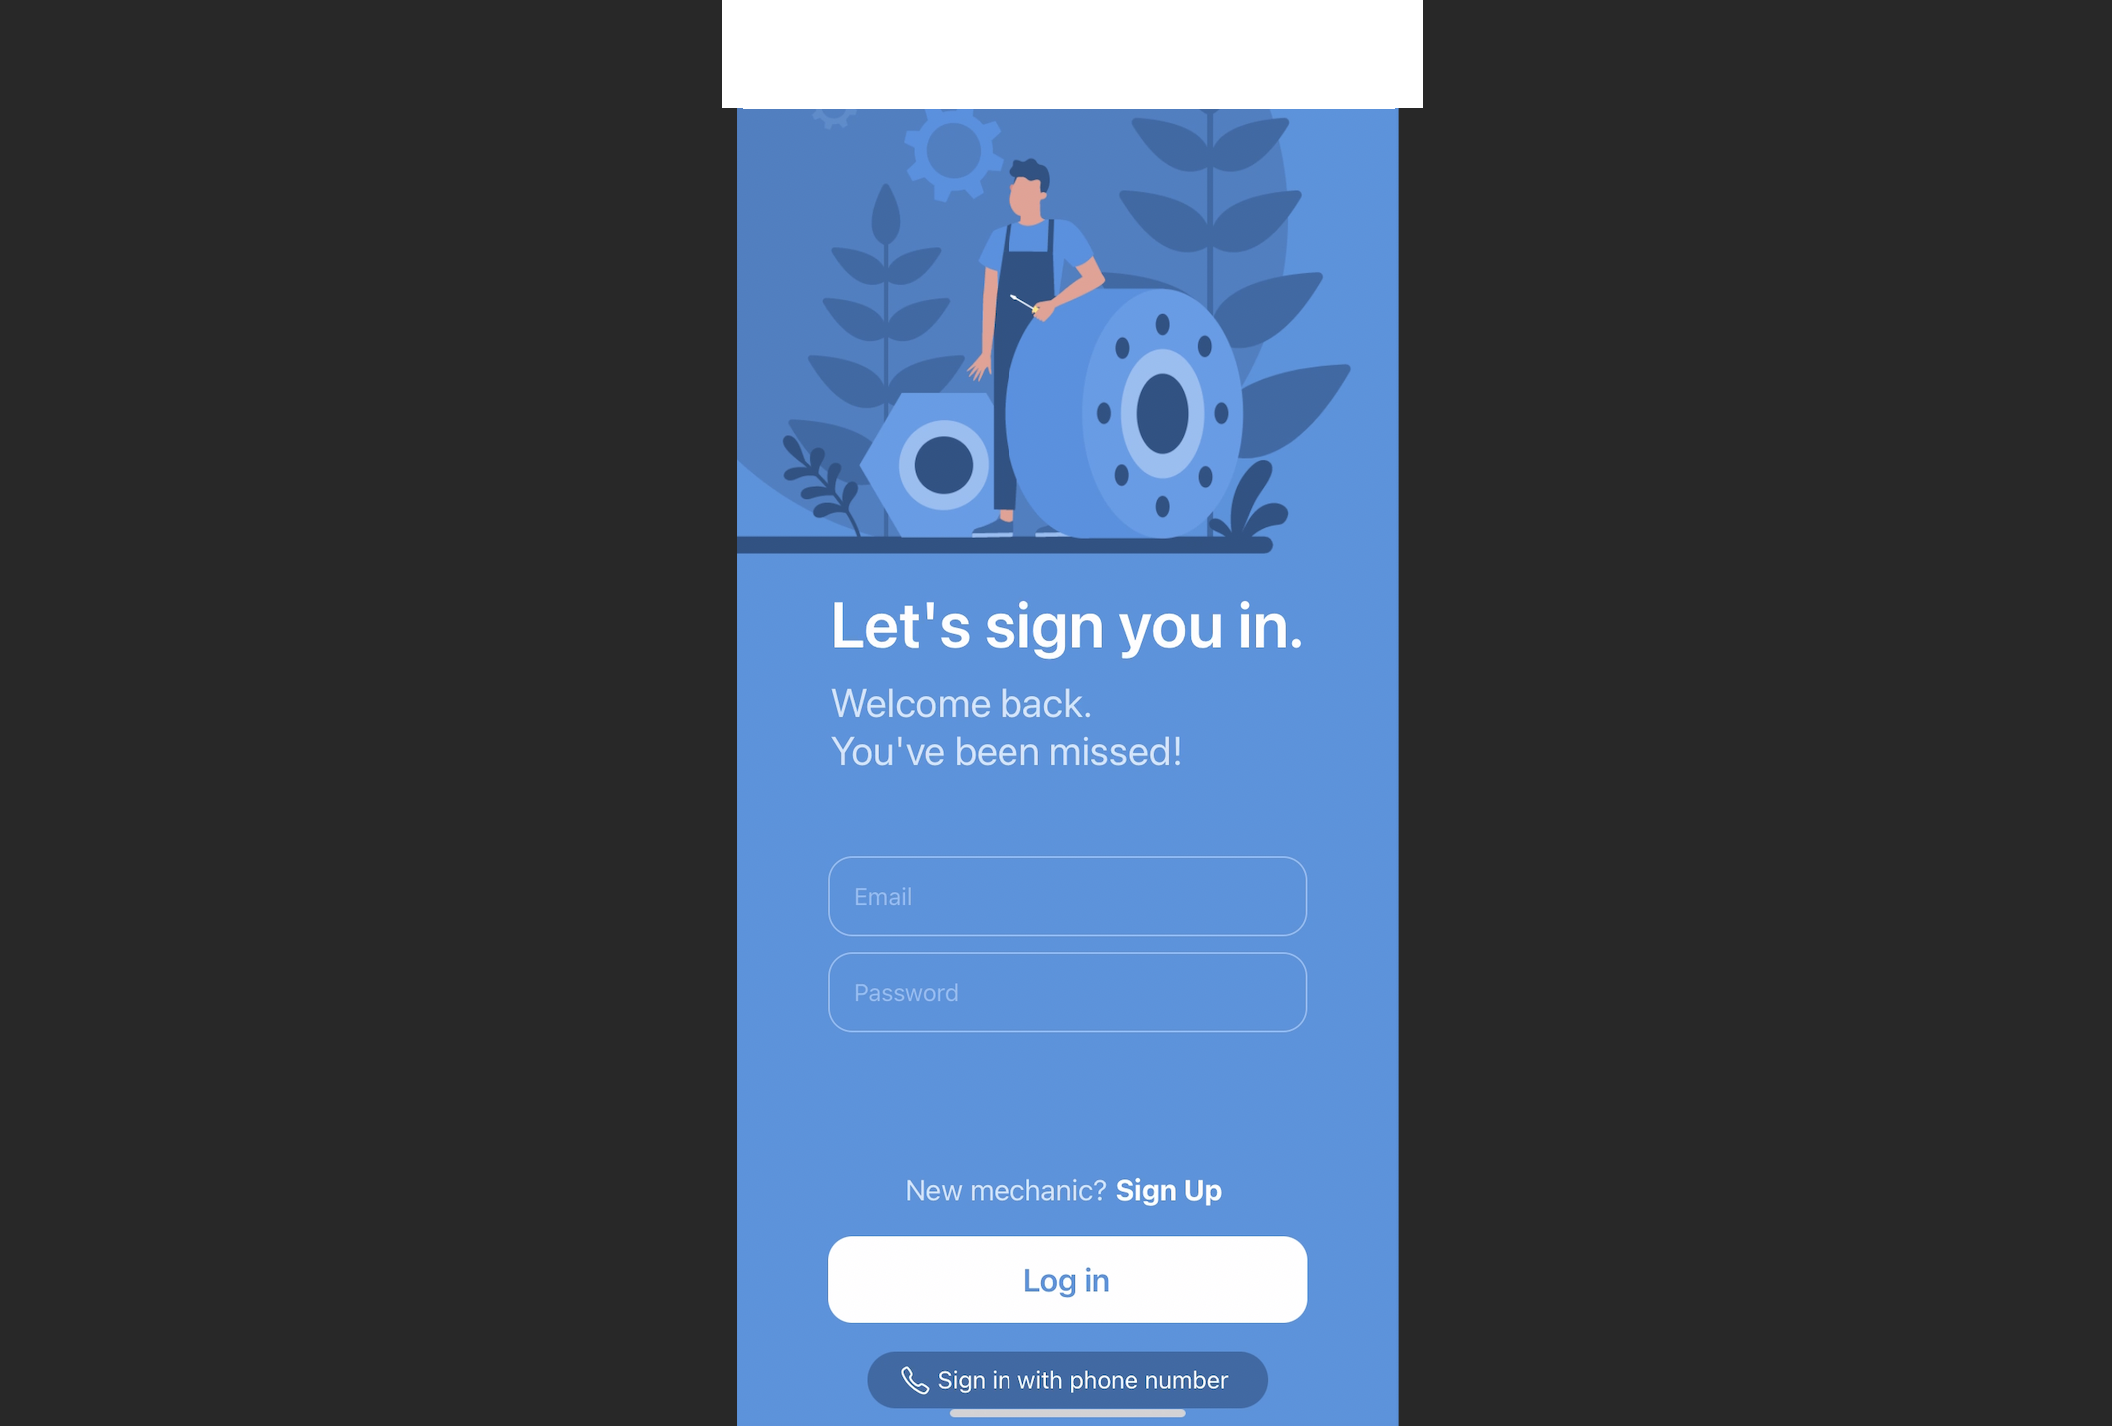 Let's sign you in.
Welcome back.
You've been missed!
Email
Password
New mechanic? Sign Up
Log in
Sign in with phone number